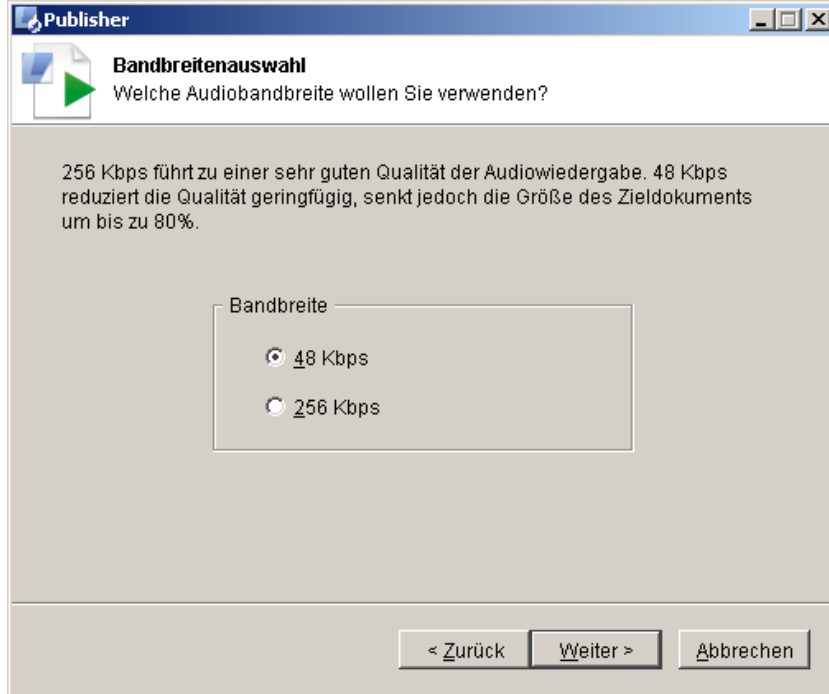 Publisher
Bandbreitenauswahl
Welche Audiobandbreite wollen Sie verwenden?
256 Kbps führt zu einer sehr guten Qualität der Audiowiedergabe. 48 Kbps
reduziert die Qualität geringfügig, senkt jedoch die Größe des Zieldokuments
um bis zu 80%.
Bandbreite
48 Kbps
256 Kbps
< Zurück Weiter > Abbrechen